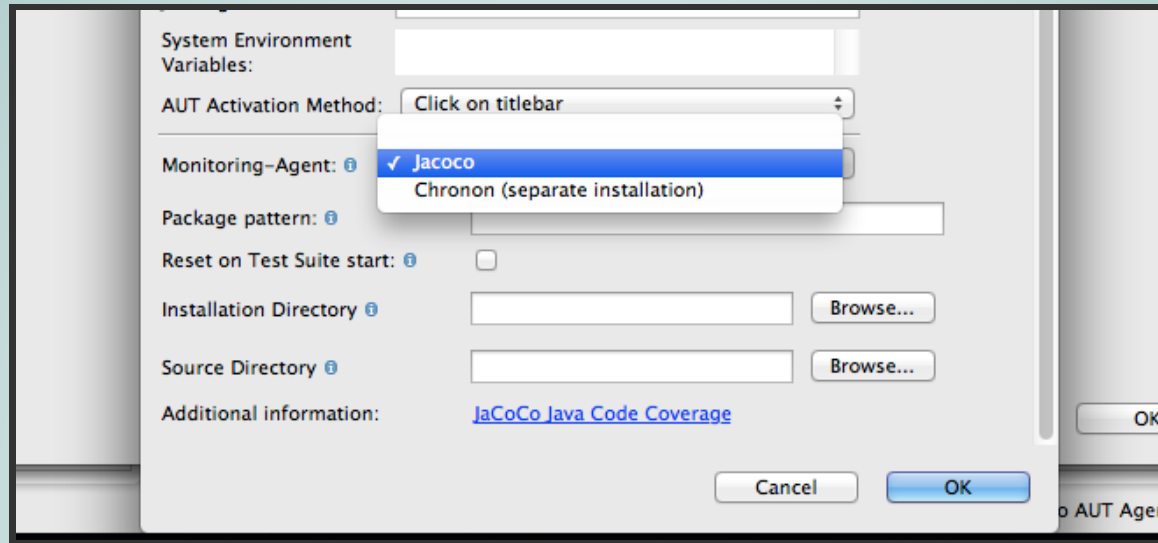 System Environment
Variables:
AUT Activation Method: Click on titlebar
Monitoring-Agent: ✓ Jacoco
Chronon (separate installation)
Package pattern:
Reset on Test Suite start:
Installation Directory Browse...
Source Directory Browse...
Additional information: JaCoCo Java Code Coverage
OK
Cancel OK
AUT